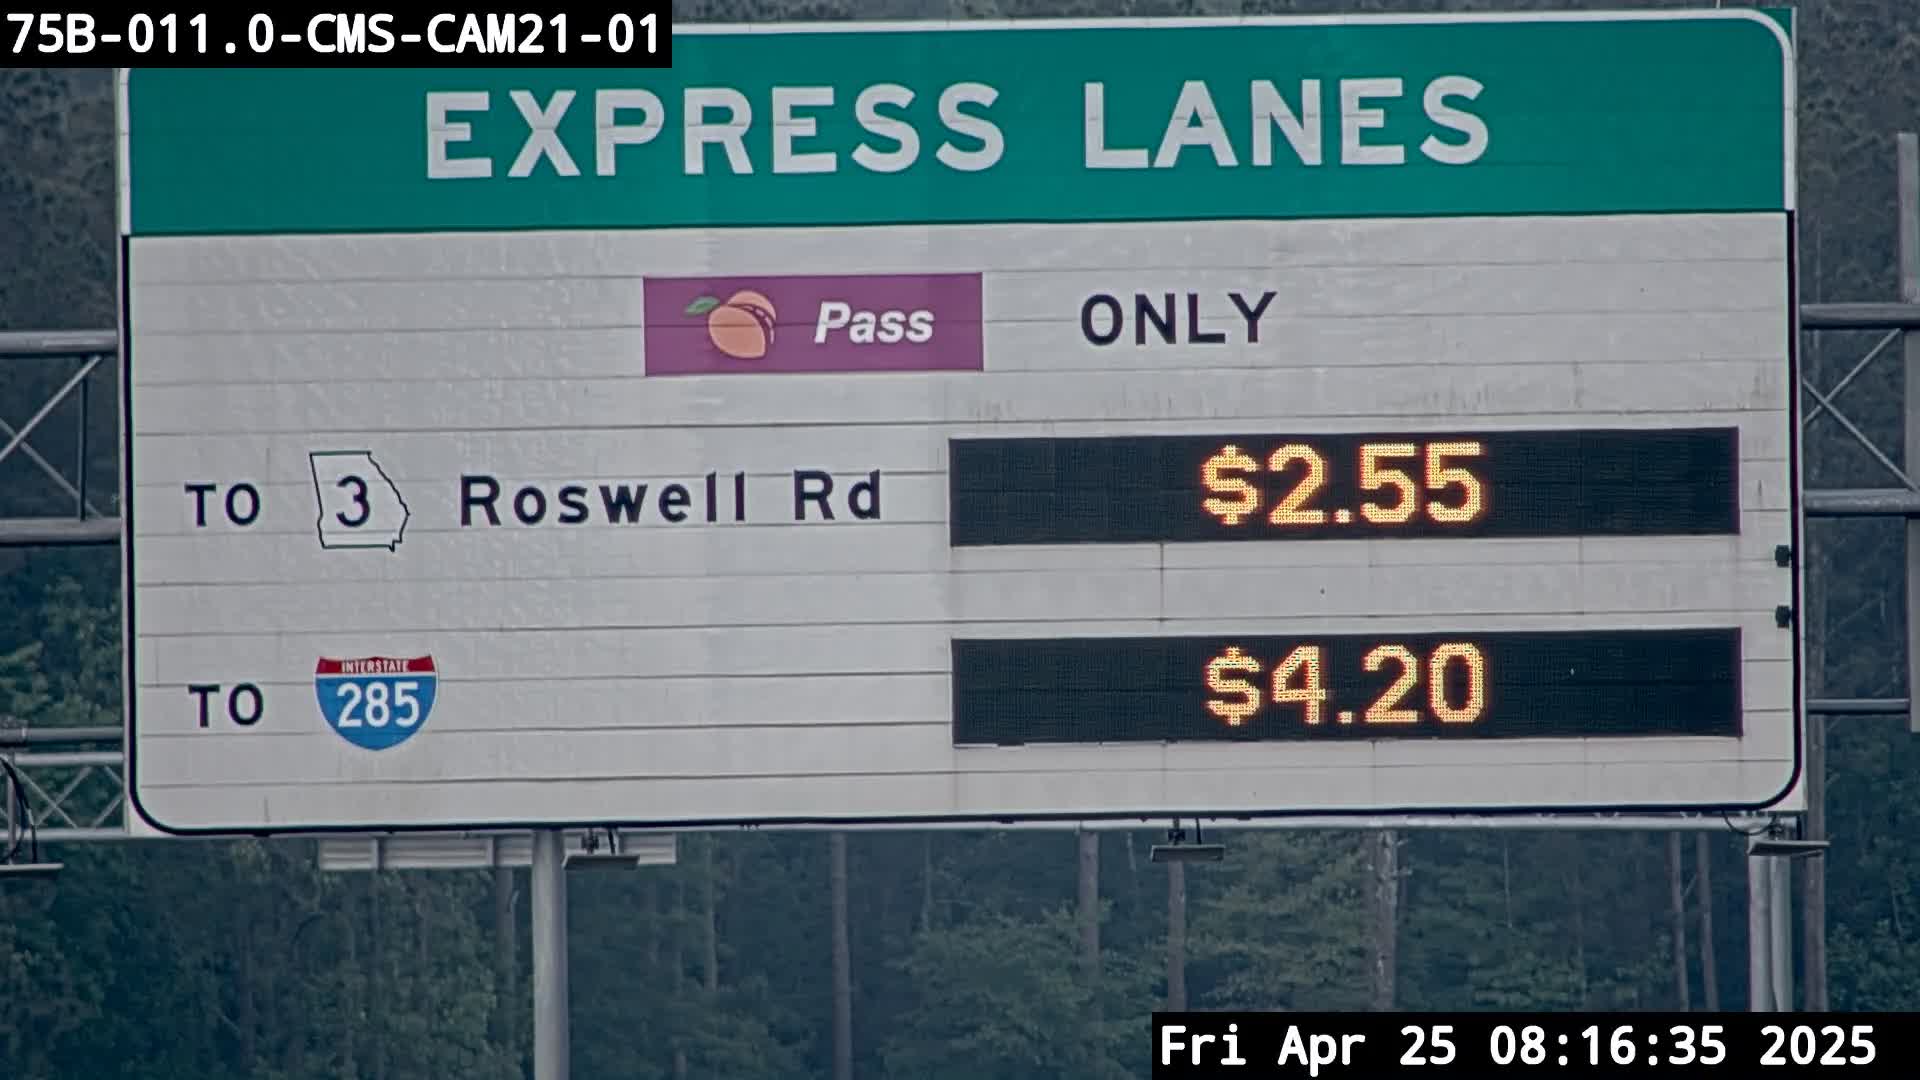 75B-011.0-CMS-CAM21-01
EXPRESS LANES
Pass ONLY
TO 3 Roswell Rd $2.55
TO INTERSTATE 285 $4.20
Fri Apr 25 08:16:35 2025